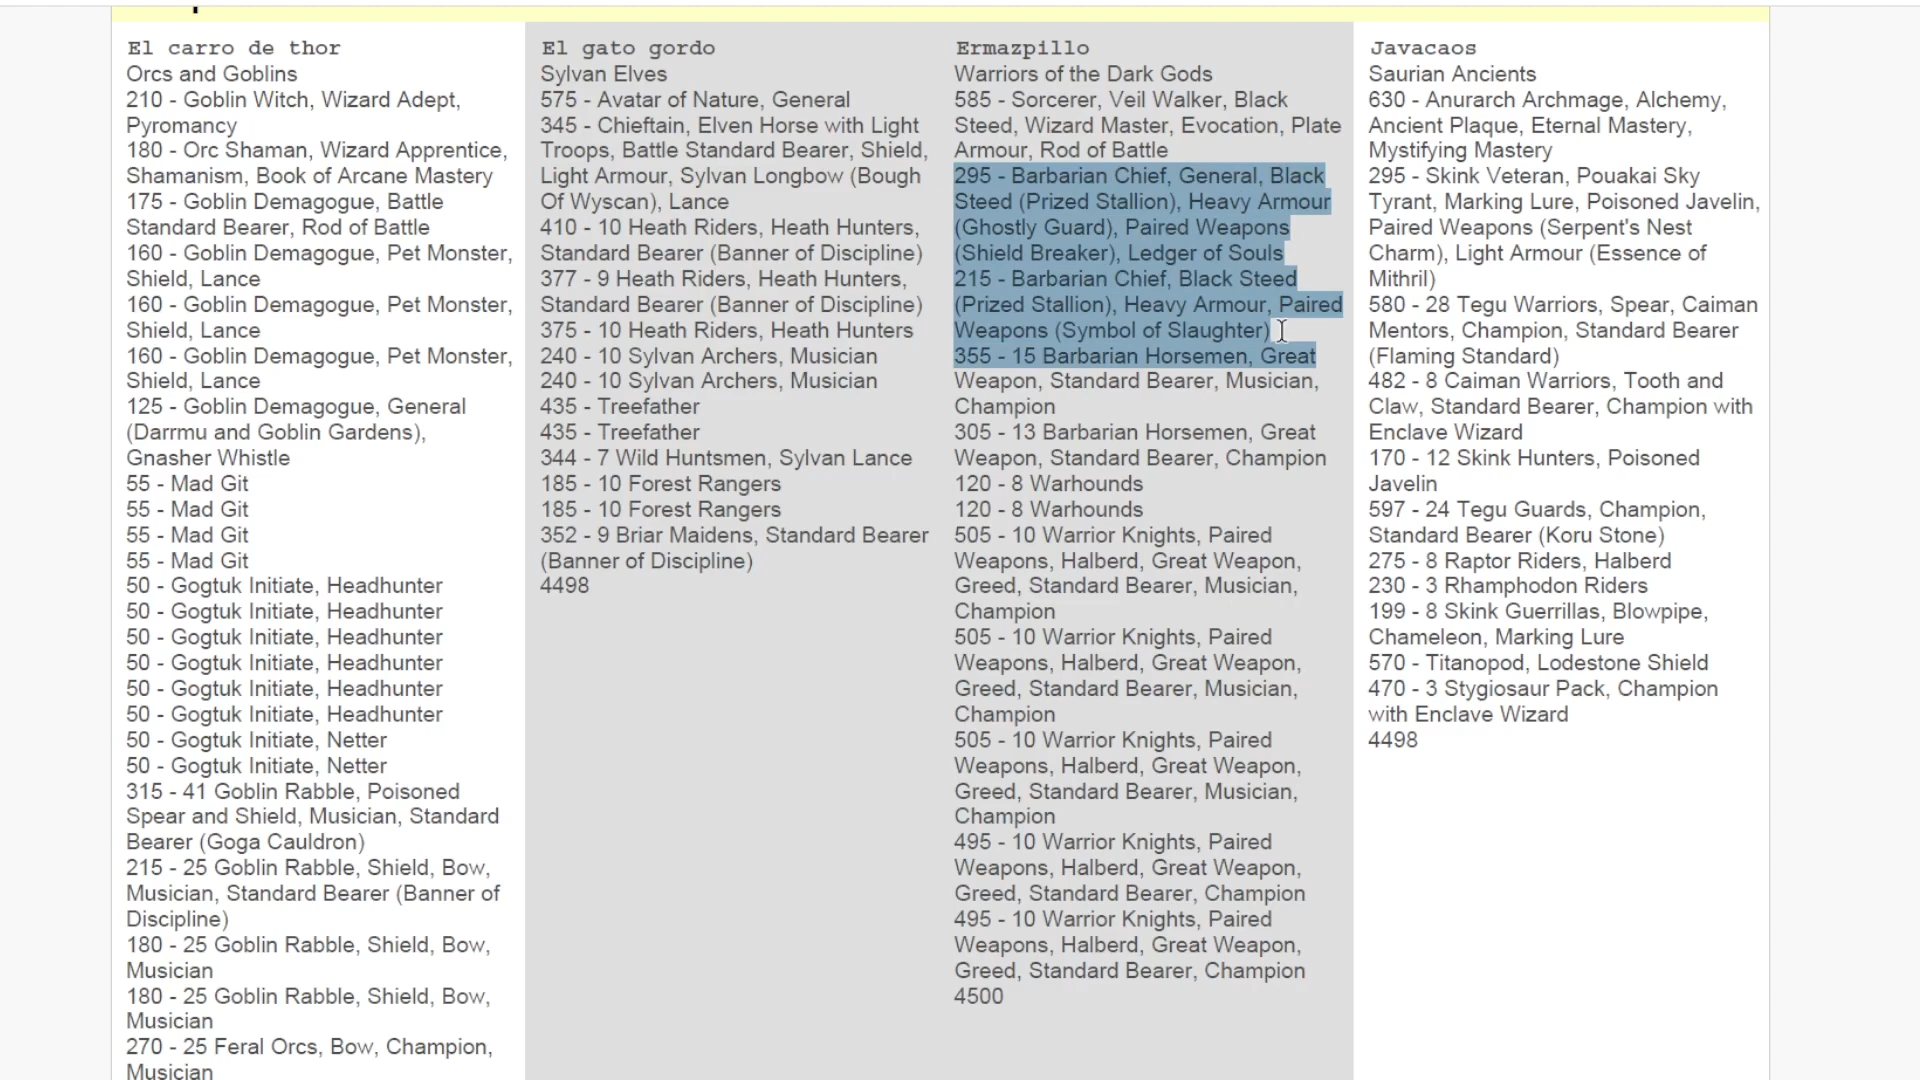 El carro de thor
Orcs and Goblins
210 - Goblin Witch, Wizard Adept,
Pyromancy
180 - Orc Shaman, Wizard Apprentice,
Shamanism, Book of Arcane Mastery
175 - Goblin Demagogue, Battle
Standard Bearer, Rod of Battle
160 - Goblin Demagogue, Pet Monster,
Shield, Lance
160 - Goblin Demagogue, Pet Monster,
Shield, Lance
160 - Goblin Demagogue, Pet Monster,
Shield, Lance
125 - Goblin Demagogue, General
(Darrmu and Goblin Gardens),
Gnasher Whistle
55 - Mad Git
55 - Mad Git
55 - Mad Git
55 - Mad Git
50 - Gogtuk Initiate, Headhunter
50 - Gogtuk Initiate, Headhunter
50 - Gogtuk Initiate, Headhunter
50 - Gogtuk Initiate, Headhunter
50 - Gogtuk Initiate, Headhunter
50 - Gogtuk Initiate, Headhunter
50 - Gogtuk Initiate, Netter
50 - Gogtuk Initiate, Netter
315 - 41 Goblin Rabble, Poisoned
Spear and Shield, Musician, Standard
Bearer (Goga Cauldron)
215 - 25 Goblin Rabble, Shield, Bow,
Musician, Standard Bearer (Banner of
Discipline)
180 - 25 Goblin Rabble, Shield, Bow,
Musician
180 - 25 Goblin Rabble, Shield, Bow,
Musician
270 - 25 Feral Orcs, Bow, Champion,
Musician
El gato gordo
Sylvan Elves
575 - Avatar of Nature, General
345 - Chieftain, Elven Horse with Light
Troops, Battle Standard Bearer, Shield,
Light Armour, Sylvan Longbow (Bough
Of Wyscan), Lance
410 - 10 Heath Riders, Heath Hunters,
Standard Bearer (Banner of Discipline)
377 - 9 Heath Riders, Heath Hunters,
Standard Bearer (Banner of Discipline)
375 - 10 Heath Riders, Heath Hunters
240 - 10 Sylvan Archers, Musician
240 - 10 Sylvan Archers, Musician
435 - Treefather
435 - Treefather
344 - 7 Wild Huntsmen, Sylvan Lance
185 - 10 Forest Rangers
185 - 10 Forest Rangers
352 - 9 Briar Maidens, Standard Bearer
(Banner of Discipline)
4498
Ermazpillo
Warriors of the Dark Gods
585 - Sorcerer, Veil Walker, Black
Steed, Wizard Master, Evocation, Plate
Armour, Rod of Battle
295 - Barbarian Chief, General, Black
Steed (Prized Stallion), Heavy Armour
(Ghostly Guard), Paired Weapons
(Shield Breaker), Ledger of Souls
215 - Barbarian Chief, Black Steed
(Prized Stallion), Heavy Armour, Paired
Weapons (Symbol of Slaughter)
355 - 15 Barbarian Horsemen, Great
Weapon, Standard Bearer, Musician,
Champion
305 - 13 Barbarian Horsemen, Great
Weapon, Standard Bearer, Champion
120 - 8 Warhounds
120 - 8 Warhounds
505 - 10 Warrior Knights, Paired
Weapons, Halberd, Great Weapon,
Greed, Standard Bearer, Musician,
Champion
505 - 10 Warrior Knights, Paired
Weapons, Halberd, Great Weapon,
Greed, Standard Bearer, Musician,
Champion
505 - 10 Warrior Knights, Paired
Weapons, Halberd, Great Weapon,
Greed, Standard Bearer, Musician,
Champion
495 - 10 Warrior Knights, Paired
Weapons, Halberd, Great Weapon,
Greed, Standard Bearer, Champion
495 - 10 Warrior Knights, Paired
Weapons, Halberd, Great Weapon,
Greed, Standard Bearer, Champion
4500
Javacaos
Saurian Ancients
630 - Anurarch Archmage, Alchemy,
Ancient Plaque, Eternal Mastery,
Mystifying Mastery
295 - Skink Veteran, Pouakai Sky
Tyrant, Marking Lure, Poisoned Javelin,
Paired Weapons (Serpent's Nest
Charm), Light Armour (Essence of
Mithril)
580 - 28 Tegu Warriors, Spear, Caiman
Mentors, Champion, Standard Bearer
(Flaming Standard)
482 - 8 Caiman Warriors, Tooth and
Claw, Standard Bearer, Champion with
Enclave Wizard
170 - 12 Skink Hunters, Poisoned
Javelin
597 - 24 Tegu Guards, Champion,
Standard Bearer (Koru Stone)
275 - 8 Raptor Riders, Halberd
230 - 3 Rhamphodon Riders
199 - 8 Skink Guerrillas, Blowpipe,
Chameleon, Marking Lure
570 - Titanopod, Lodestone Shield
470 - 3 Stygiosaur Pack, Champion
with Enclave Wizard
4498